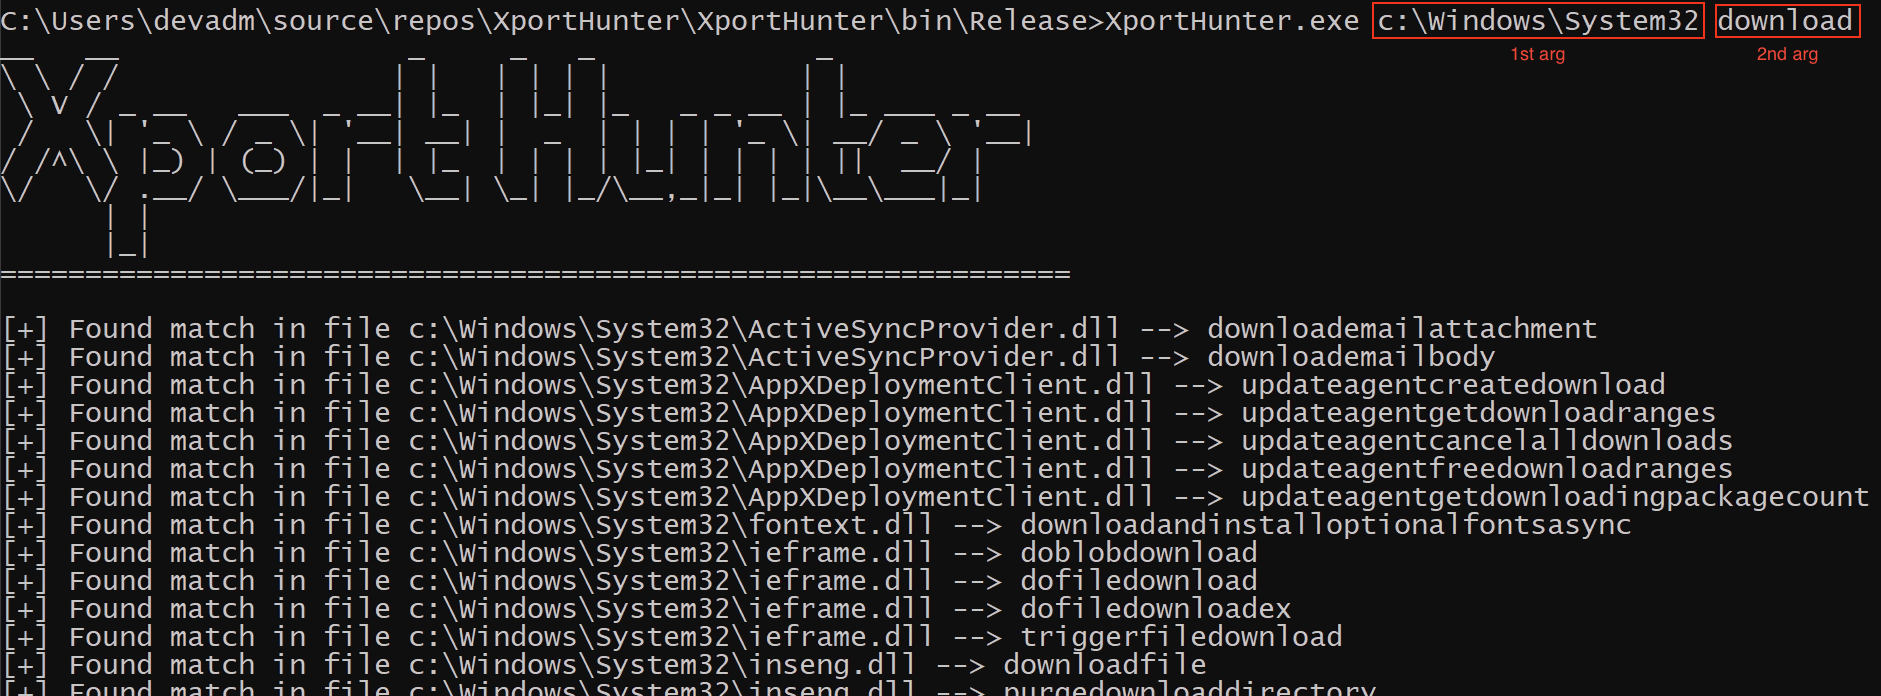 C:\Users\devadm\source\repos\XportHunter\XportHunter\bin\Release>XportHunter.exe c:\Windows\System32 download
1st arg 2nd arg
Xport Hunter
===============================================================
[+] Found match in file c:\Windows\System32\ActiveSyncProvider.dll --> downloademailattachment
[+] Found match in file c:\Windows\System32\ActiveSyncProvider.dll --> downloademailbody
[+] Found match in file c:\Windows\System32\AppXDeploymentClient.dll --> updateagentcreatedownload
[+] Found match in file c:\Windows\System32\AppXDeploymentClient.dll --> updateagentgetdownloadranges
[+] Found match in file c:\Windows\System32\AppXDeploymentClient.dll --> updateagentcancelalldownloads
[+] Found match in file c:\Windows\System32\AppXDeploymentClient.dll --> updateagentfreedownloadranges
[+] Found match in file c:\Windows\System32\AppXDeploymentClient.dll --> updateagentgetdownloadingpackagecount
[+] Found match in file c:\Windows\System32\fontext.dll --> downloadandinstalloptionalfontsasync
[+] Found match in file c:\Windows\System32\ieframe.dll --> doblobdownload
[+] Found match in file c:\Windows\System32\ieframe.dll --> dofiledownload
[+] Found match in file c:\Windows\System32\ieframe.dll --> dofiledownloadex
[+] Found match in file c:\Windows\System32\ieframe.dll --> triggerfiledownload
[+] Found match in file c:\Windows\System32\inseng.dll --> downloadfile
[+] Found match in file c:\Windows\System32\inseng.dll --> purgedownloaddirectory